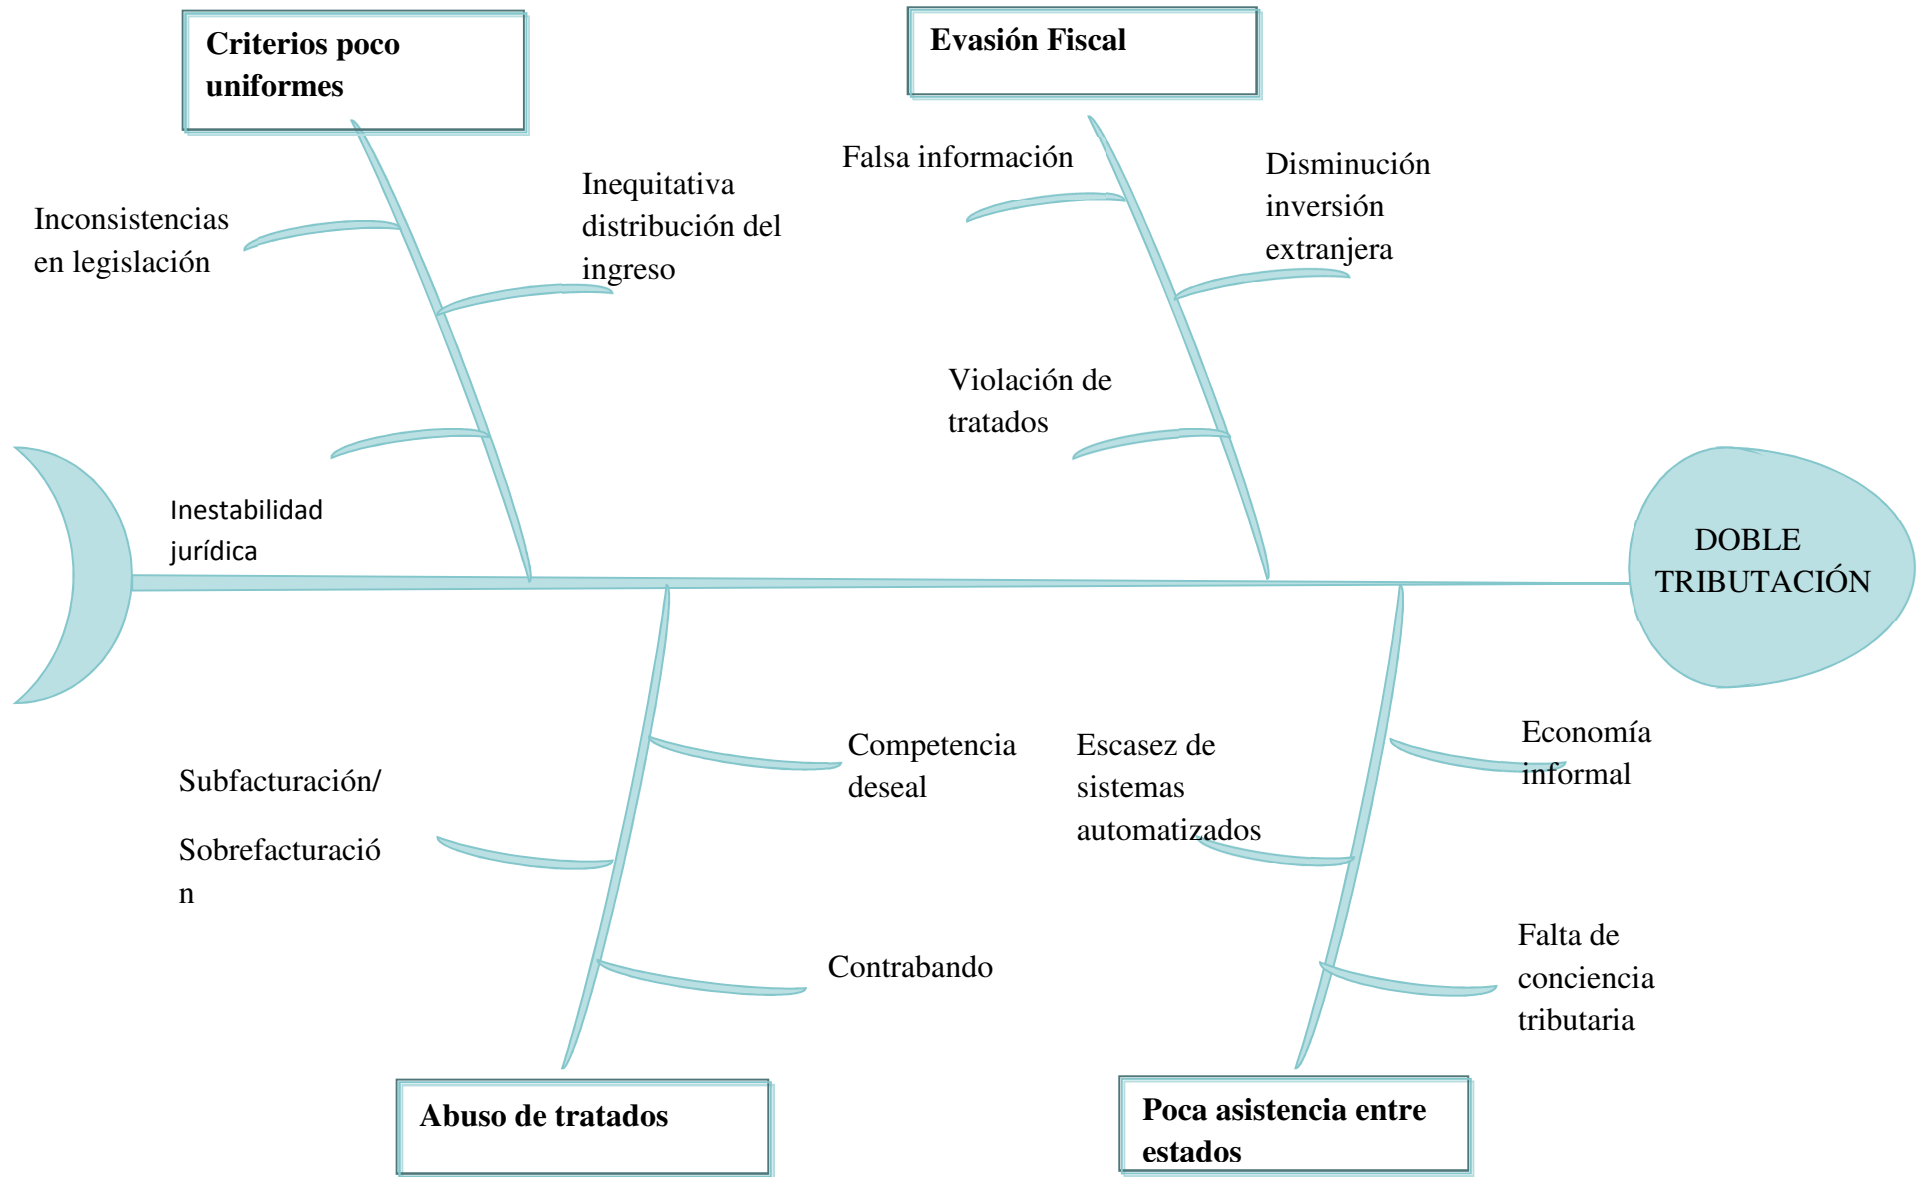 Criterios poco
uniformes
Evasión Fiscal
Inconsistencias
en legislación
Inequitativa
distribución del
ingreso
Inestabilidad
jurídica
Falsa información
Disminución
inversión
extranjera
Violación de
tratados
DOBLE
TRIBUTACIÓN
Subfacturación/
Sobrefacturació
n
Competencia
deseal
Contrabando
Escasez de
sistemas
automatizados
Economía
informal
Falta de
conciencia
tributaria
Abuso de tratados
Poca asistencia entre
estados